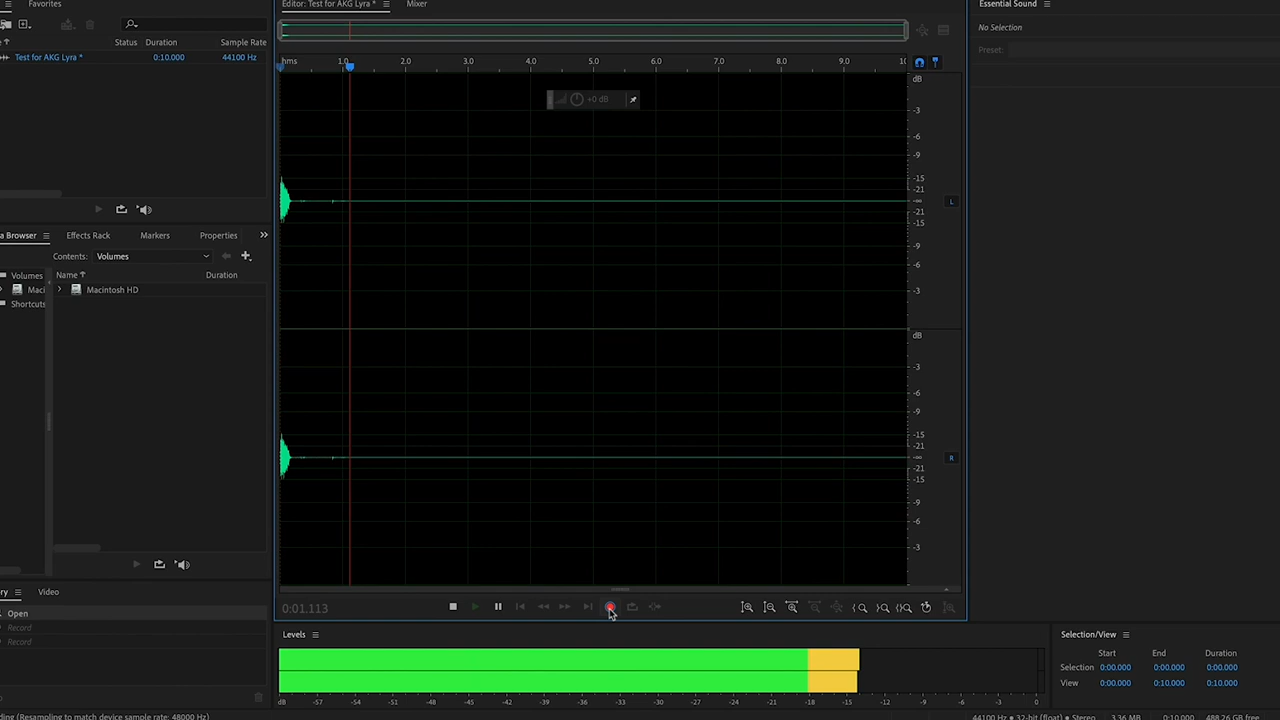 Favorites
Editor: Test for AKG Lyra *
Mixer
Essential Sound
Status
Duration
Sample Rate
No Selection
Test for AKG Lyra *
0:10.000
44100 Hz
Preset:
hms
1.0
2.0
3.0
4.0
5.0
6.0
7.0
8.0
9.0
10
+0 dB
dB
-3
-6
-9
-15
-21
-∞
-21
-15
-9
-6
-3
L
a Browser
Effects Rack
Markers
Properties
Contents:
Volumes
Volumes
Name
Duration
Maci
Macintosh HD
Shortcuts
dB
-3
-6
-9
-15
-21
-∞
-21
-15
-9
-6
-3
R
ry
Video
Open
Record
Record
0:01.113
Levels
dB
-57
-54
-51
-48
-45
-42
-39
-36
-33
-30
-27
-24
-21
-18
-15
-12
-9
-6
-3
0
Selection/View
Start
End
Duration
Selection
0:00.000
0:00.000
0:00.000
View
0:00.000
0:10.000
0:10.000
ding (Resampling to match device sample rate: 48000 Hz)
44100 Hz • 32-bit (float) • Stereo
3.36 MB
0:10.000
488.26 GB free